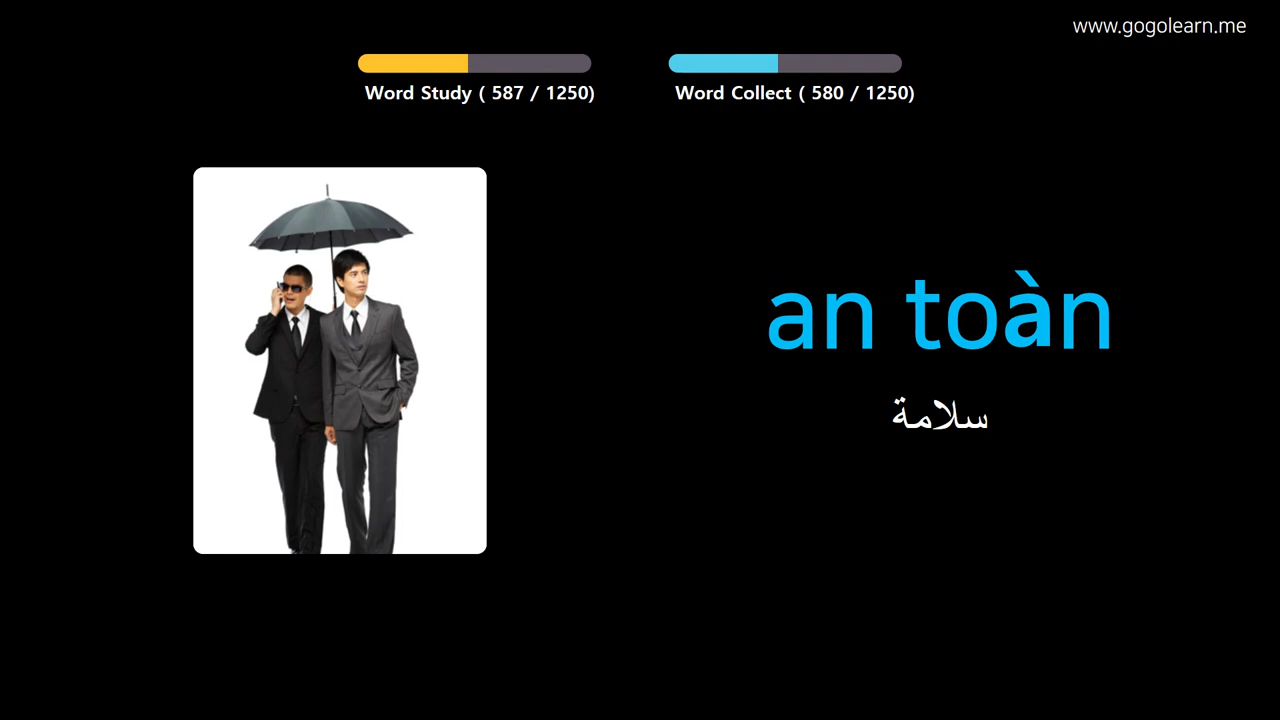 www.gogolearn.me
Word Study ( 587 / 1250)
Word Collect ( 580 / 1250)
an toàn
سلامة